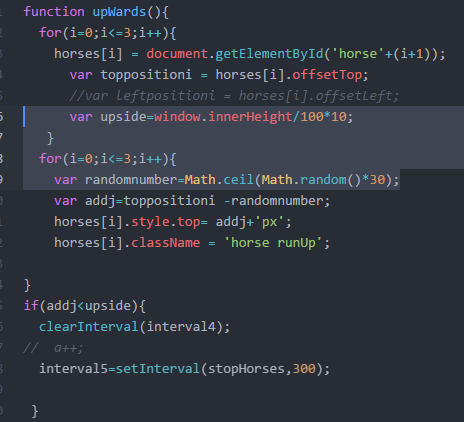 function upWards(){
for(i=0;i<=3;i++){
horses[i] = document.getElementById('horse'+(i+1));
var toppositioni = horses[i].offsetTop;
//var leftpositioni = horses[i].offsetLeft;
var upside=window.innerHeight/100*10;
}
for(i=0;i<=3;i++){
var randomnumber=Math.ceil(Math.random()*30);
var addj=toppositioni -randomnumber;
horses[i].style.top= addj+'px';
horses[i].className = 'horse runUp';
}
if(addj<upside){
clearInterval(interval4);
// a++;
interval5=setInterval(stopHorses,300);
}